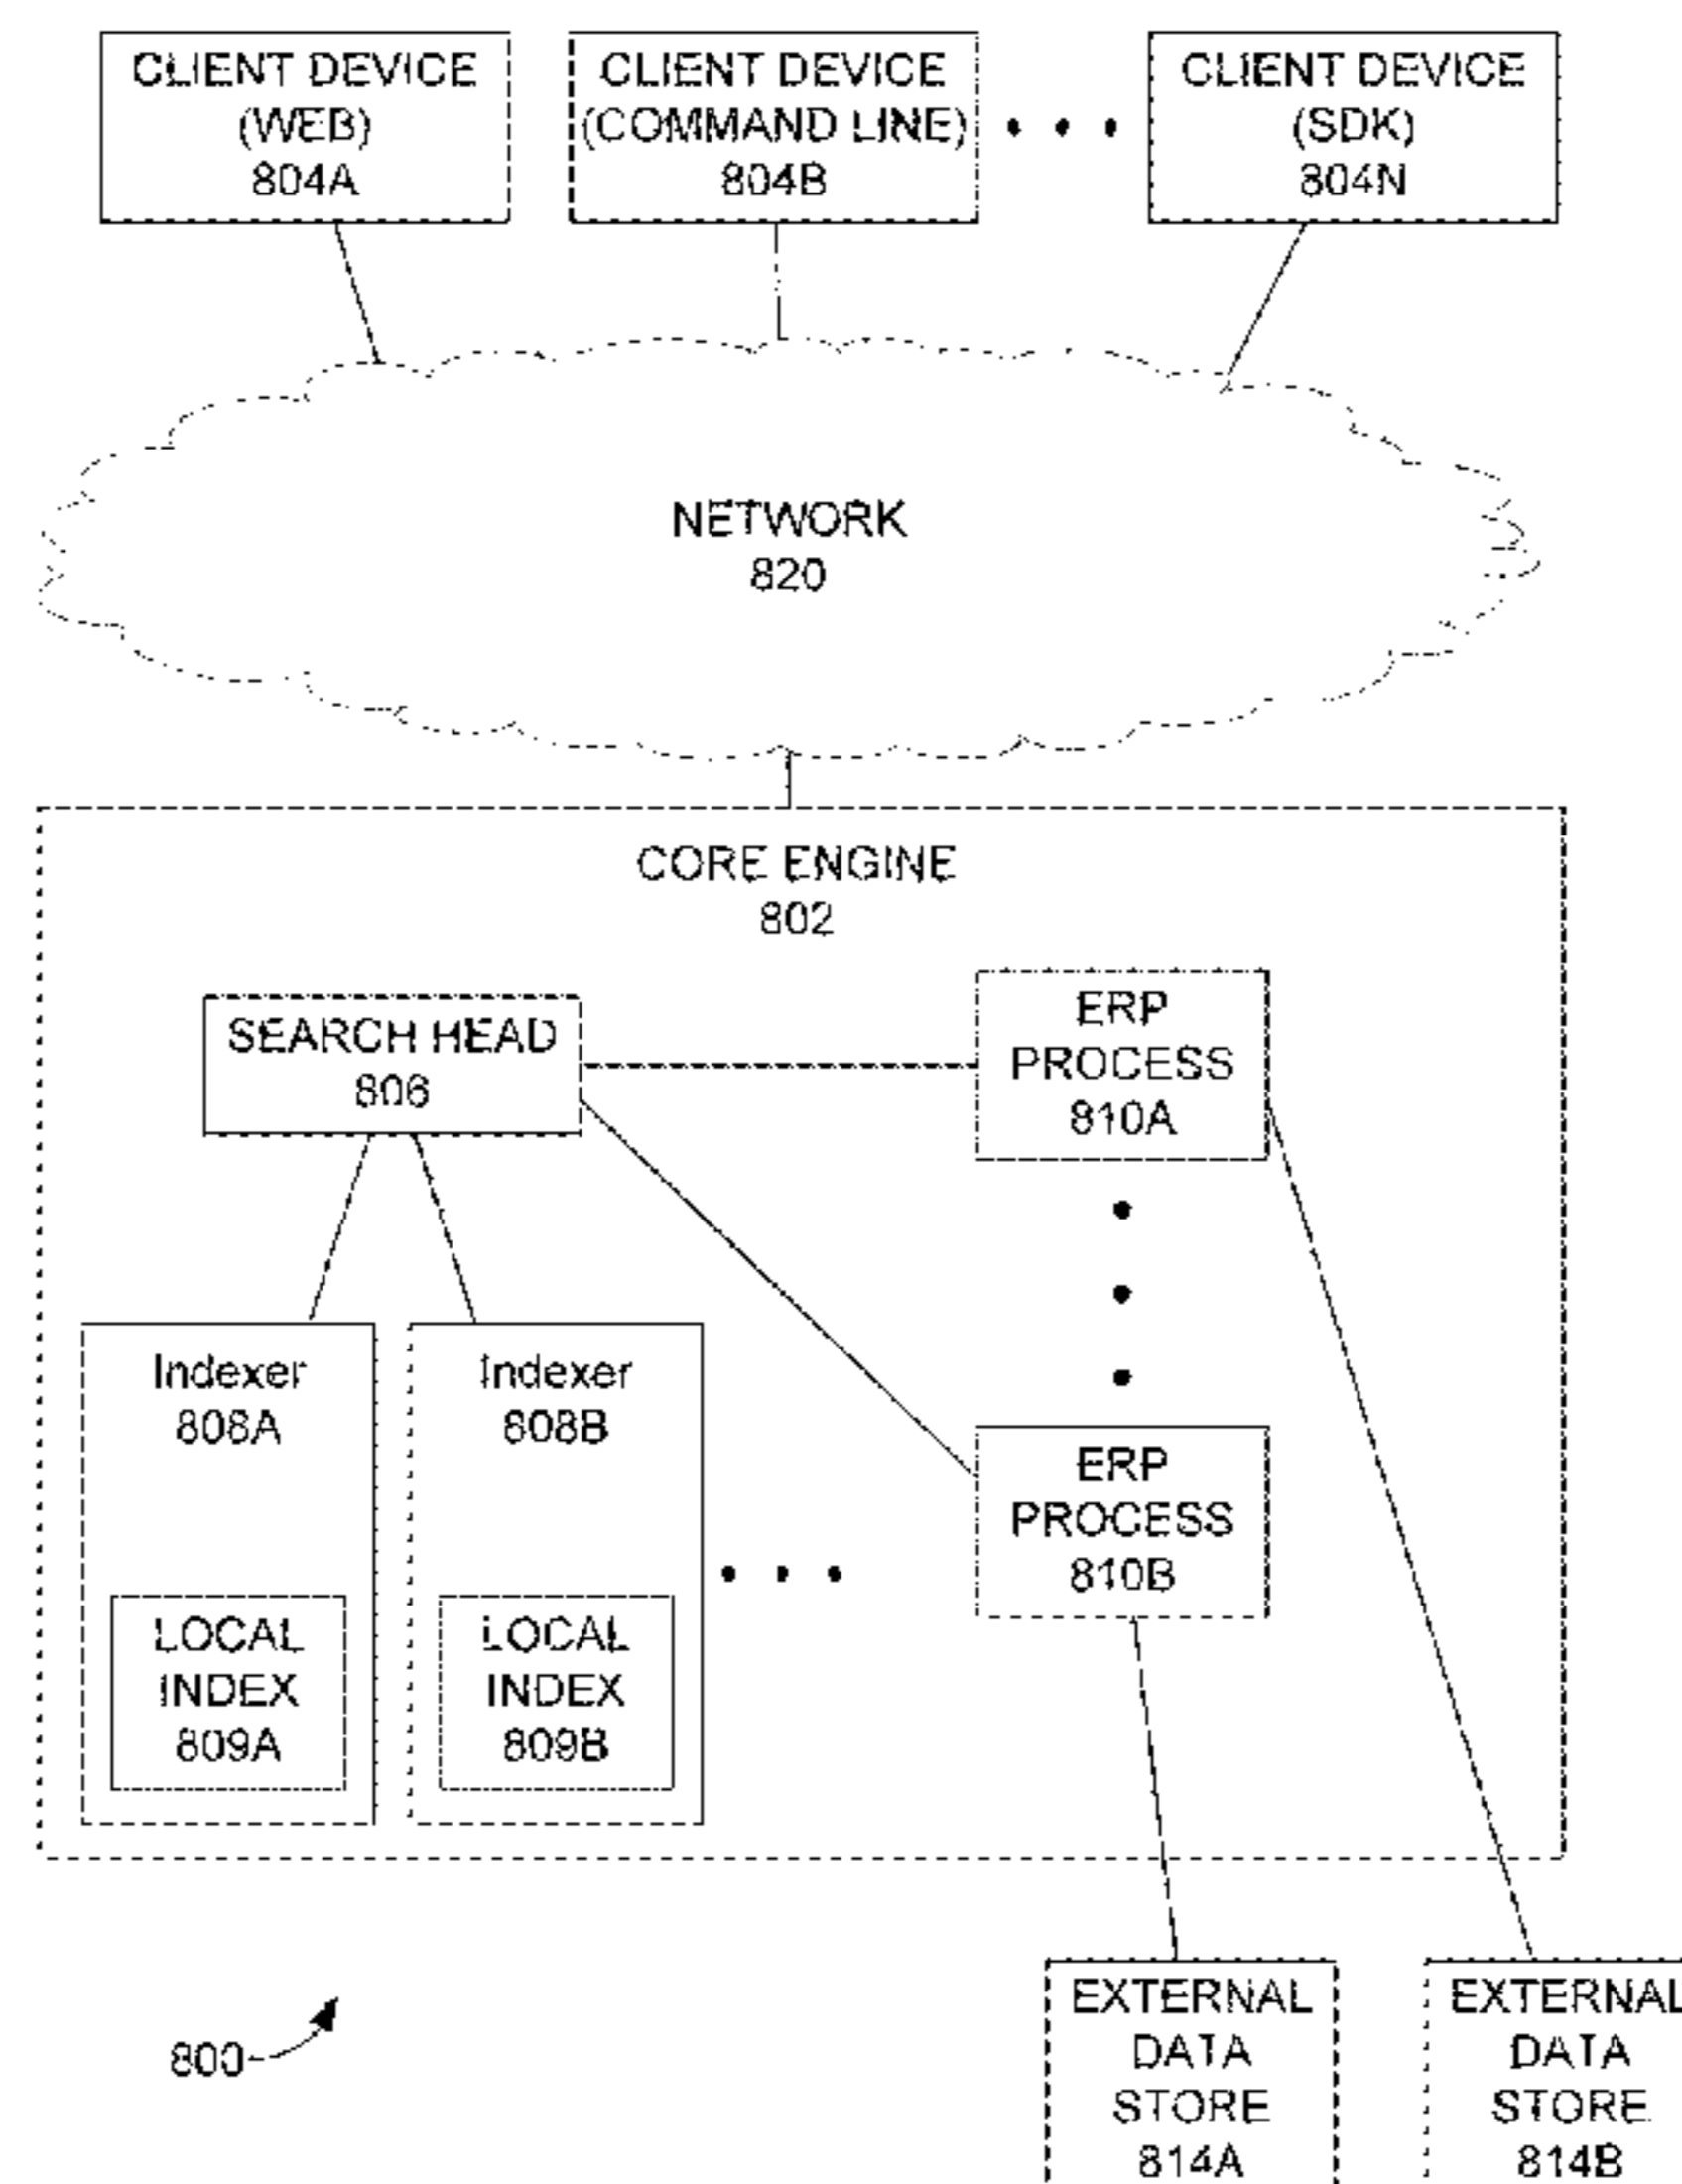 CLIENT DEVICE
(WEB)
804A
CLIENT DEVICE
(COMMAND LINE)
804B
CLIENT DEVICE
(SDK)
804N
NETWORK
820
CORE ENGINE
802
SEARCH HEAD
806
ERP
PROCESS
810A
Indexer
808A
Indexer
808B
ERP
PROCESS
810B
LOCAL
INDEX
809A
LOCAL
INDEX
809B
800
EXTERNAL
DATA
STORE
814A
EXTERNAL
DATA
STORE
814B